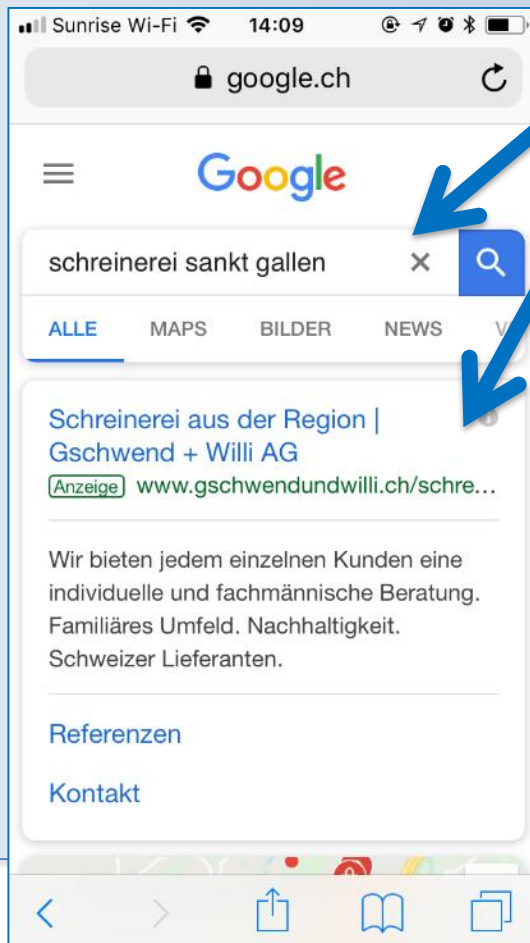 Sunrise Wi-Fi 14:09
google.ch
Google
schreinerei sankt gallen
ALLE MAPS BILDER NEWS
Schreinerei aus der Region |
Gschwend + Willi AG
Anzeige www.gschwendundwilli.ch/schre...
Wir bieten jedem einzelnen Kunden eine
individuelle und fachmännische Beratung.
Familiäres Umfeld. Nachhaltigkeit.
Schweizer Lieferanten.
Referenzen
Kontakt